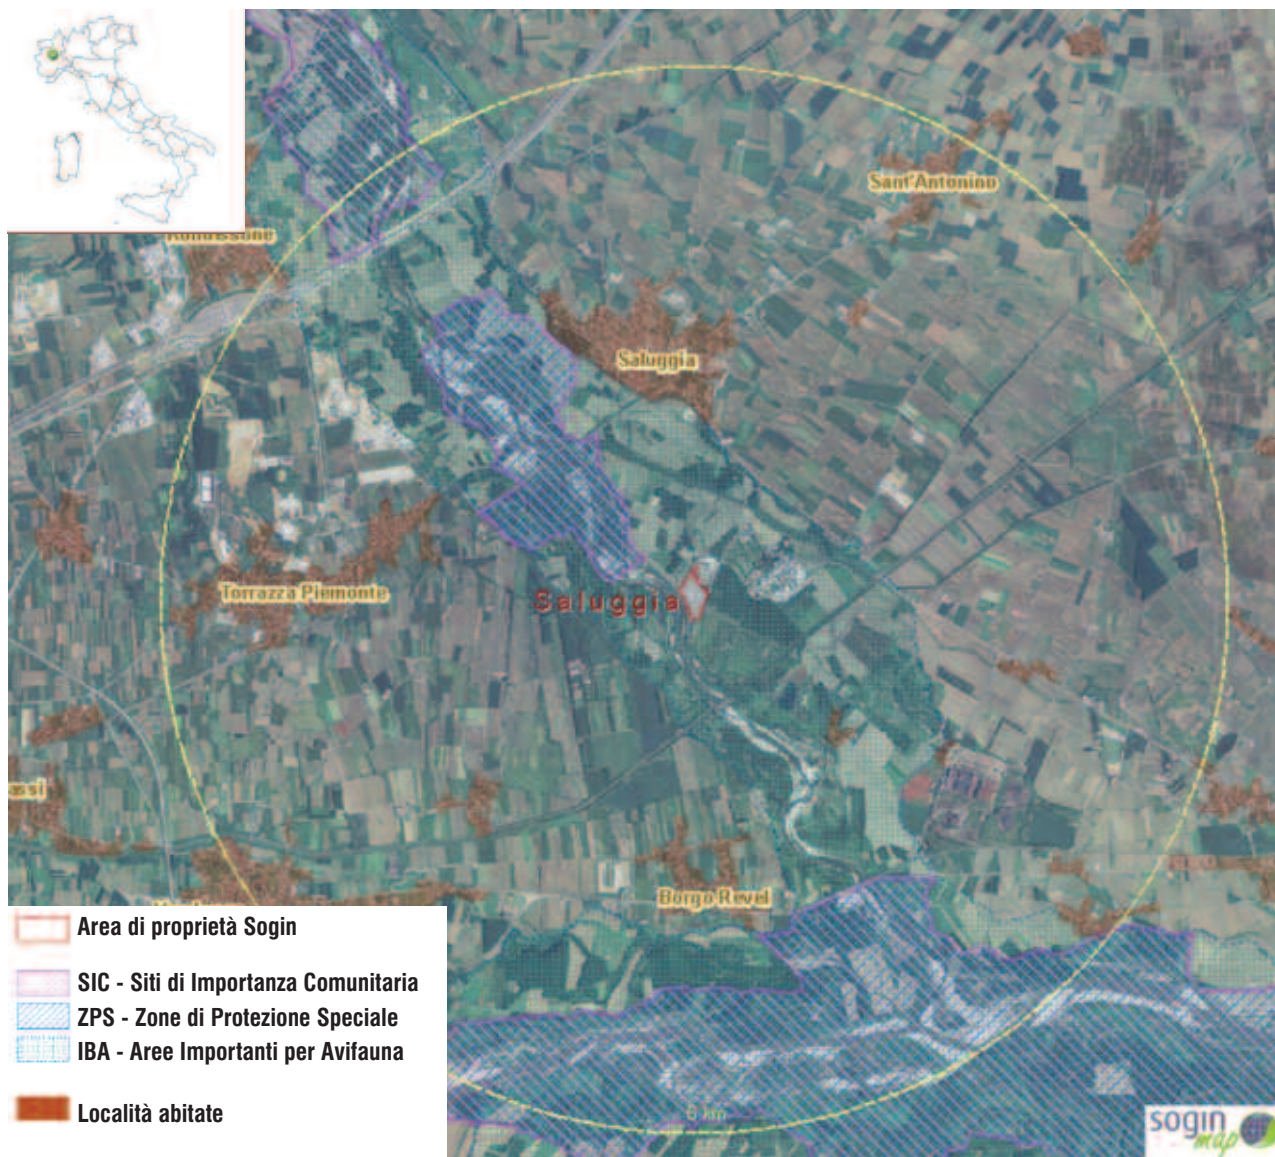 Sant'Antonino
Saluggia
Torrazza Piemonte
Saluggia
Borgo Revel
6 km
Area di proprietà Sogin
SIC - Siti di Importanza Comunitaria
ZPS - Zone di Protezione Speciale
IBA - Aree Importanti per Avifauna
Località abitate
sogin
map